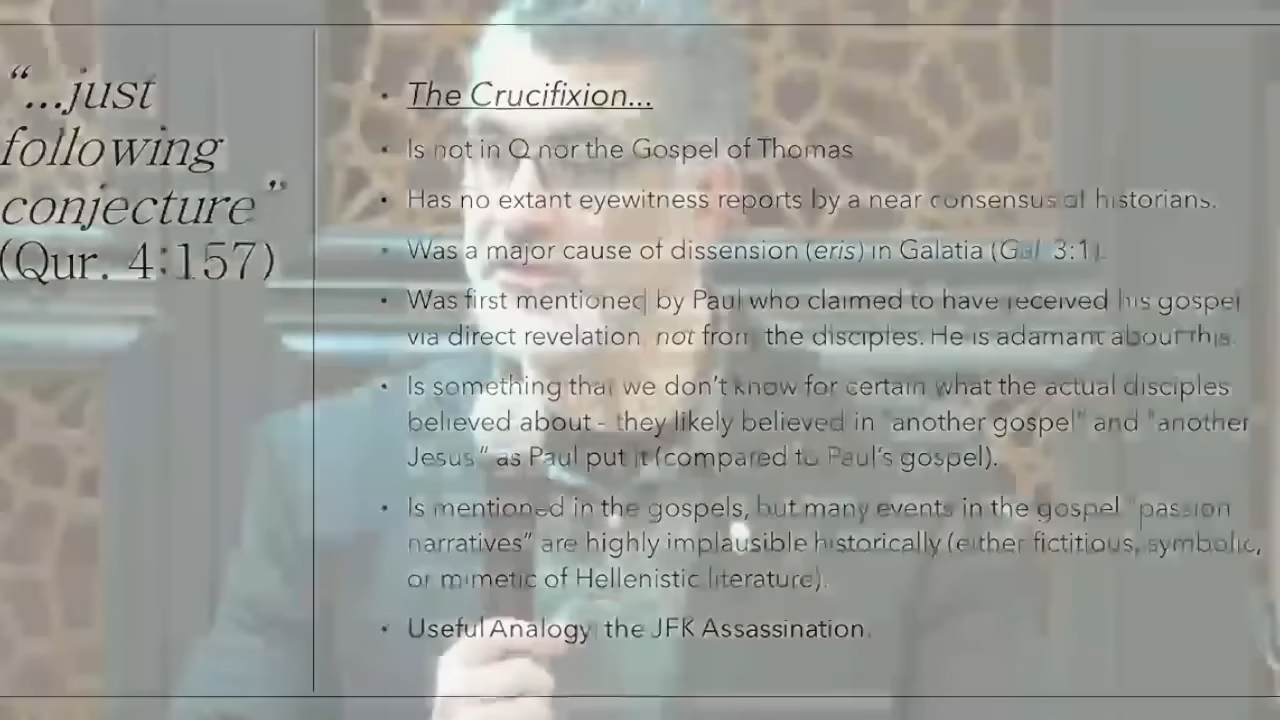 “...just
following
conjecture”
(Qur. 4:157)
• The Crucifixion...
• Is not in Q nor the Gospel of Thomas
• Has no extant eyewitness reports by a near consensus of historians.
• Was a major cause of dissension (eris) in Galatia (Gal. 3:1).
• Was first mentioned by Paul who claimed to have received his gospel
via direct revelation, not from the disciples. He is adamant about this.
• Is something that we don’t know for certain what the actual disciples
believed about - they likely believed in “another gospel” and “another
Jesus,” as Paul put it (compared to Paul’s gospel).
• Is mentioned in the gospels, but many events in the gospel “passion
narratives” are highly implausible historically (either fictitious, symbolic,
or mimetic of Hellenistic literature).
• Useful Analogy: the JFK Assassination.